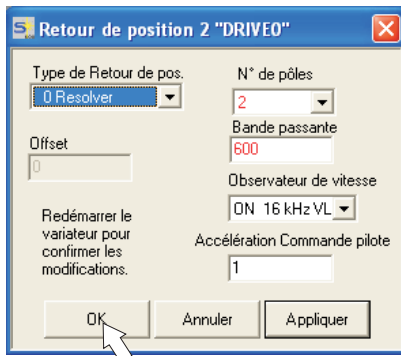 Retour de position 2 "DRIVE0"
Type de Retour de pos.
0 Resolver
N° de pôles
2
Bande passante
600
Offset
0
Observateur de vitesse
ON 16 kHz VL
Redémarrer le
variateur pour
confirmer les
modifications.
Accélération Commande pilote
1
OK
Annuler
Appliquer